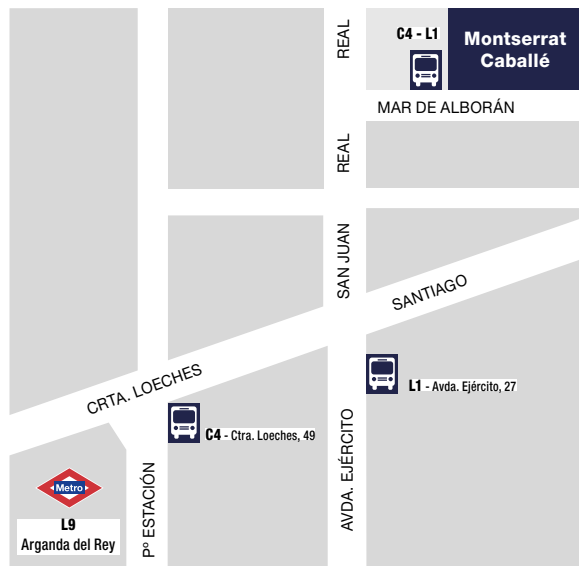 REAL
C4 - L1
Montserrat
Caballé
MAR DE ALBORÁN
REAL
SAN JUAN
SANTIAGO
CRTA. LOECHES
L1 - Avda. Ejército, 27
C4 - Ctra. Loeches, 49
AVDA. EJÉRCITO
Pº ESTACIÓN
Metro
L9
Arganda del Rey